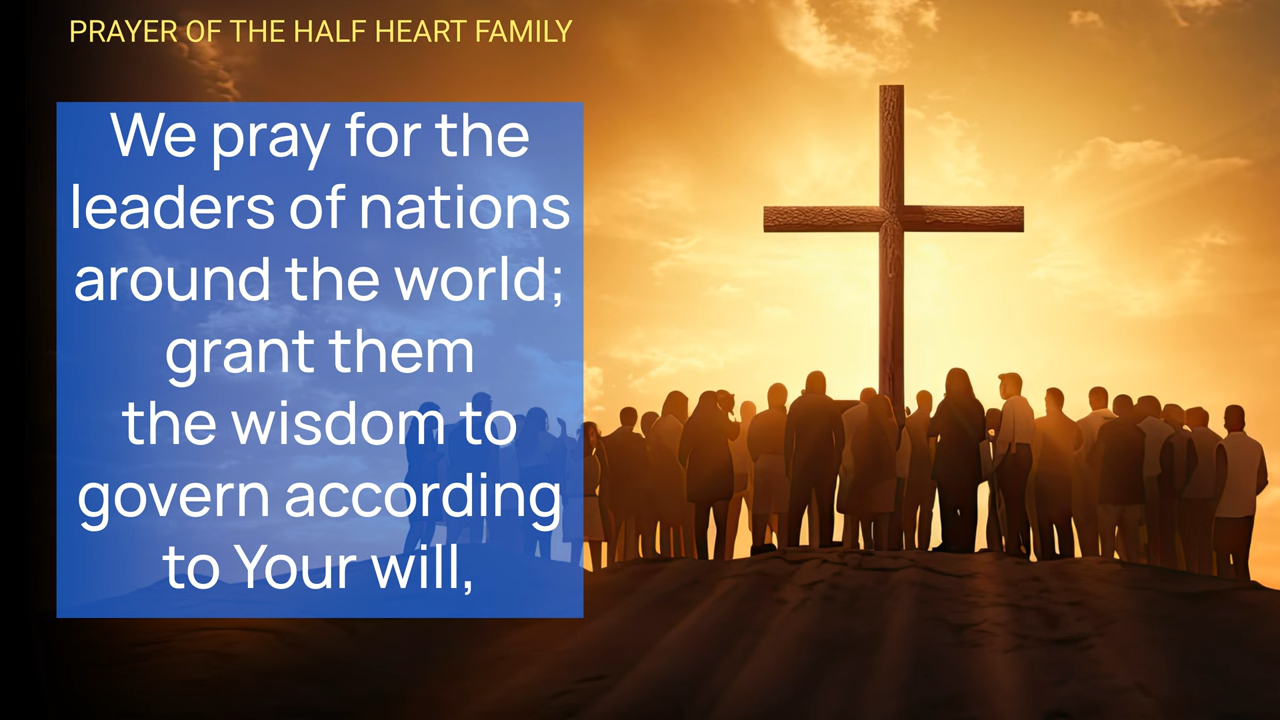 PRAYER OF THE HALF HEART FAMILY
We pray for the
leaders of nations
around the world;
grant them
the wisdom to
govern according
to Your will,